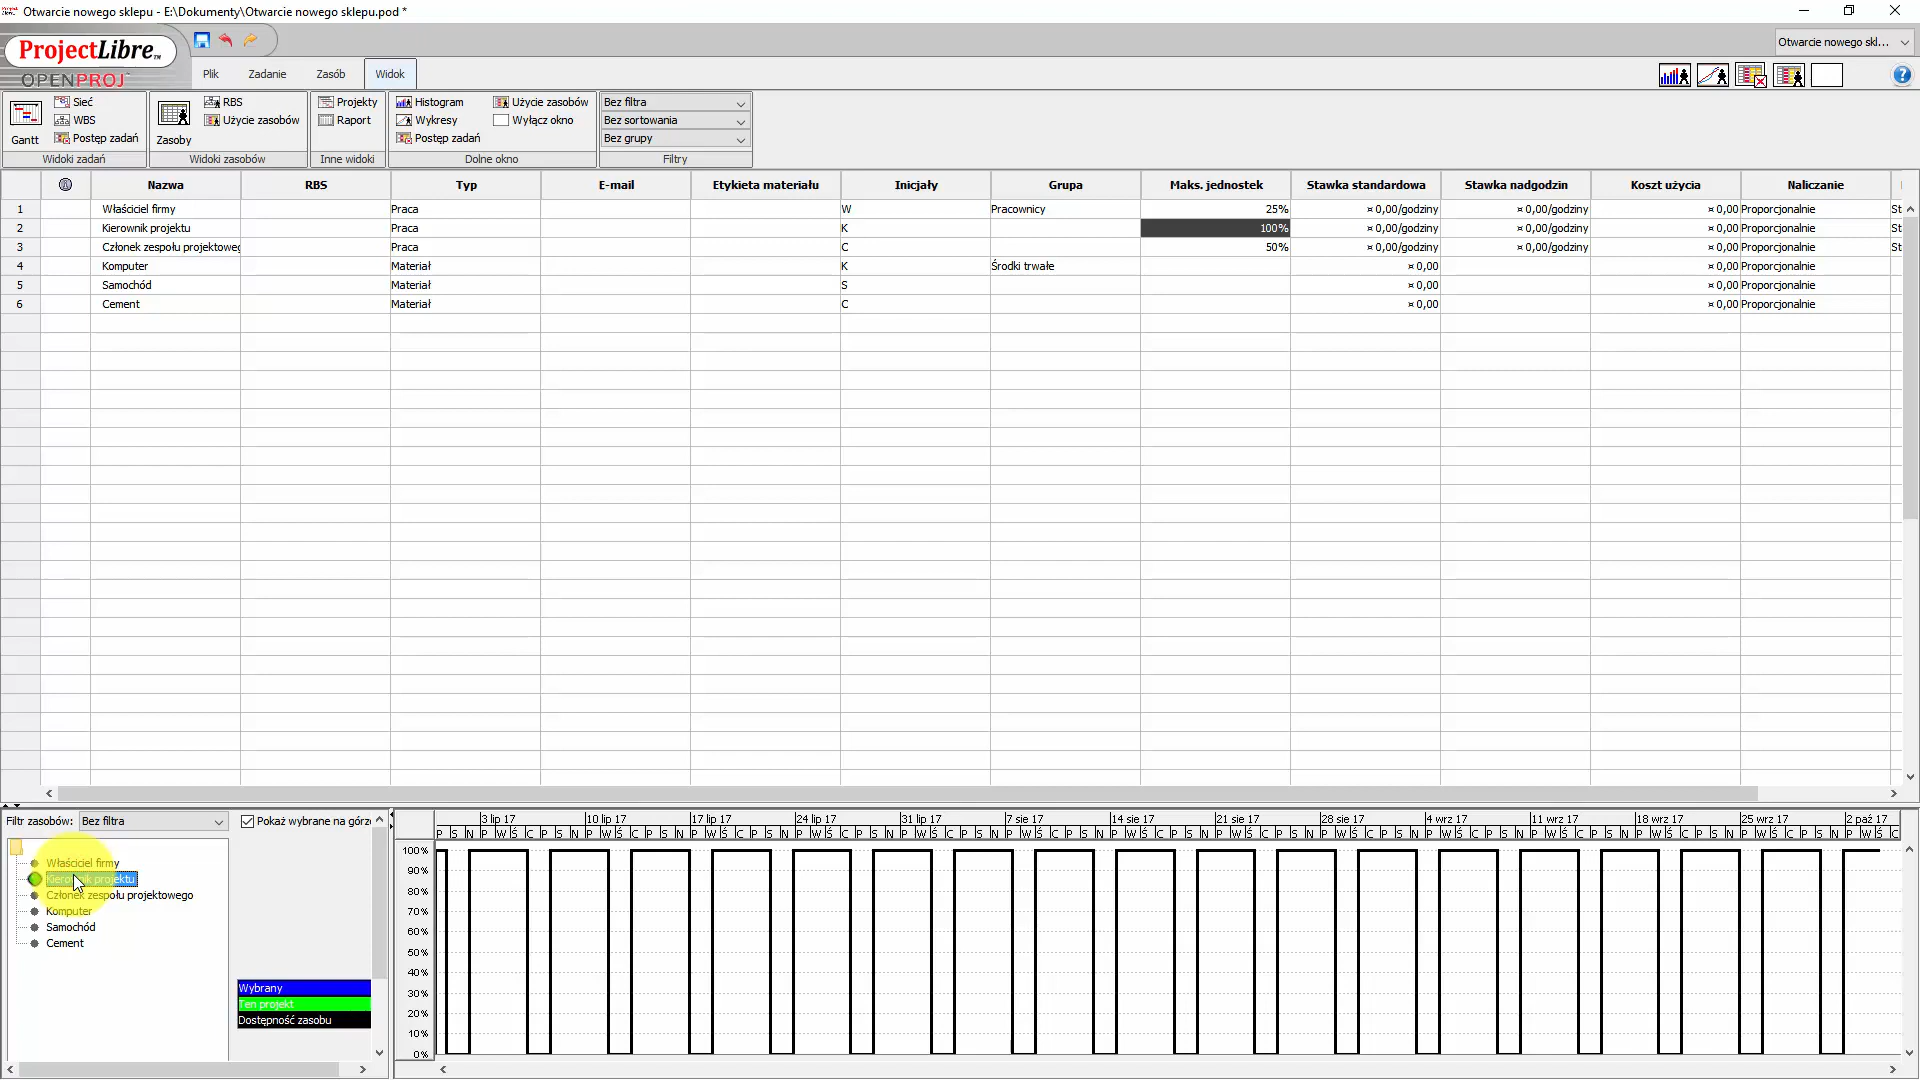 Otwarcie nowego sklepu - E:\Dokumenty\Otwarcie nowego sklepu.pod *
ProjectLibre™
OPENPROJ
Otwarcie nowego skl...
Plik Zadanie Zasób Widok
Gantt
Sieć
WBS
Postęp zadań
Widoki zadań
Zasoby
RBS
Użycie zasobów
Widoki zasobów
Projekty
Raport
Inne widoki
Histogram
Wykresy
Postęp zadań
Użycie zasobów
Wyłącz okno
Dolne okno
Bez filtra
Bez sortowania
Bez grupy
Filtry
Nazwa RBS Typ E-mail Etykieta materiału Inicjały Grupa Maks. jednostek Stawka standardowa Stawka nadgodzin Koszt użycia Naliczanie
1 Właściciel firmy Praca W Pracownicy 25% ¤ 0,00/godziny ¤ 0,00/godziny ¤ 0,00 Proporcjonalnie St
2 Kierownik projektu Praca K 100% ¤ 0,00/godziny ¤ 0,00/godziny ¤ 0,00 Proporcjonalnie St
3 Członek zespołu projektoweg Praca C 50% ¤ 0,00/godziny ¤ 0,00/godziny ¤ 0,00 Proporcjonalnie St
4 Komputer Materiał K Środki trwałe ¤ 0,00 ¤ 0,00 Proporcjonalnie
5 Samochód Materiał S ¤ 0,00 ¤ 0,00 Proporcjonalnie
6 Cement Materiał C ¤ 0,00 ¤ 0,00 Proporcjonalnie
Filtr zasobów: Bez filtra Pokaż wybrane na górze
Właściciel firmy
Kierownik projektu
Członek zespołu projektowego
Komputer
Samochód
Cement
Wybrany
Ten projekt
Dostępność zasobu
3 lip 17 10 lip 17 17 lip 17 24 lip 17 31 lip 17 7 sie 17 14 sie 17 21 sie 17 28 sie 17 4 wrz 17 11 wrz 17 18 wrz 17 25 wrz 17 2 paź 17
P S N P W Ś C P S N P W Ś C P S N P W Ś C P S N P W Ś C P S N P W Ś C P S N P W Ś C P S N P W Ś C P S N P W Ś C P S N P W Ś C P S N P W Ś C P S N P W Ś C P S N P W Ś C P S N P W Ś C P S N P W Ś C
100%
90%
80%
70%
60%
50%
40%
30%
20%
10%
0%